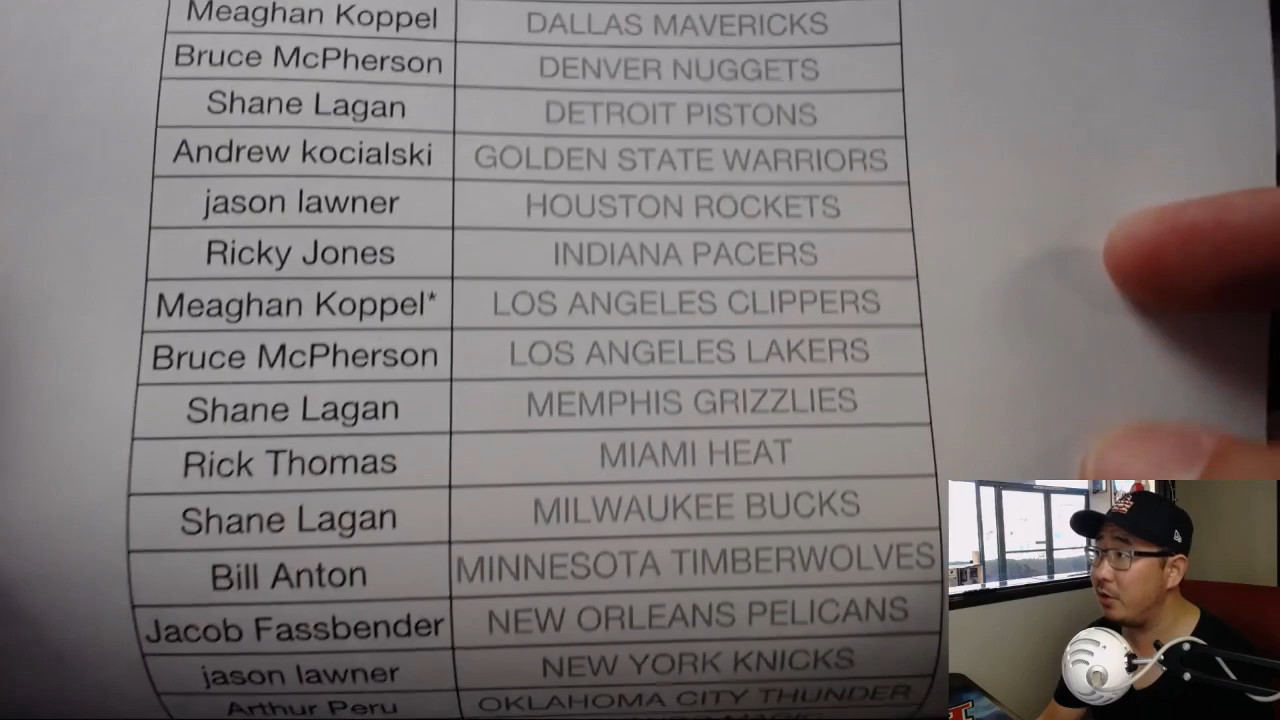 Meaghan Koppel DALLAS MAVERICKS
Bruce McPherson DENVER NUGGETS
Shane Lagan DETROIT PISTONS
Andrew kocialski GOLDEN STATE WARRIORS
jason lawner HOUSTON ROCKETS
Ricky Jones INDIANA PACERS
Meaghan Koppel* LOS ANGELES CLIPPERS
Bruce McPherson LOS ANGELES LAKERS
Shane Lagan MEMPHIS GRIZZLIES
Rick Thomas MIAMI HEAT
Shane Lagan MILWAUKEE BUCKS
Bill Anton MINNESOTA TIMBERWOLVES
Jacob Fassbender NEW ORLEANS PELICANS
jason lawner NEW YORK KNICKS
Arthur Peru OKLAHOMA CITY THUNDER